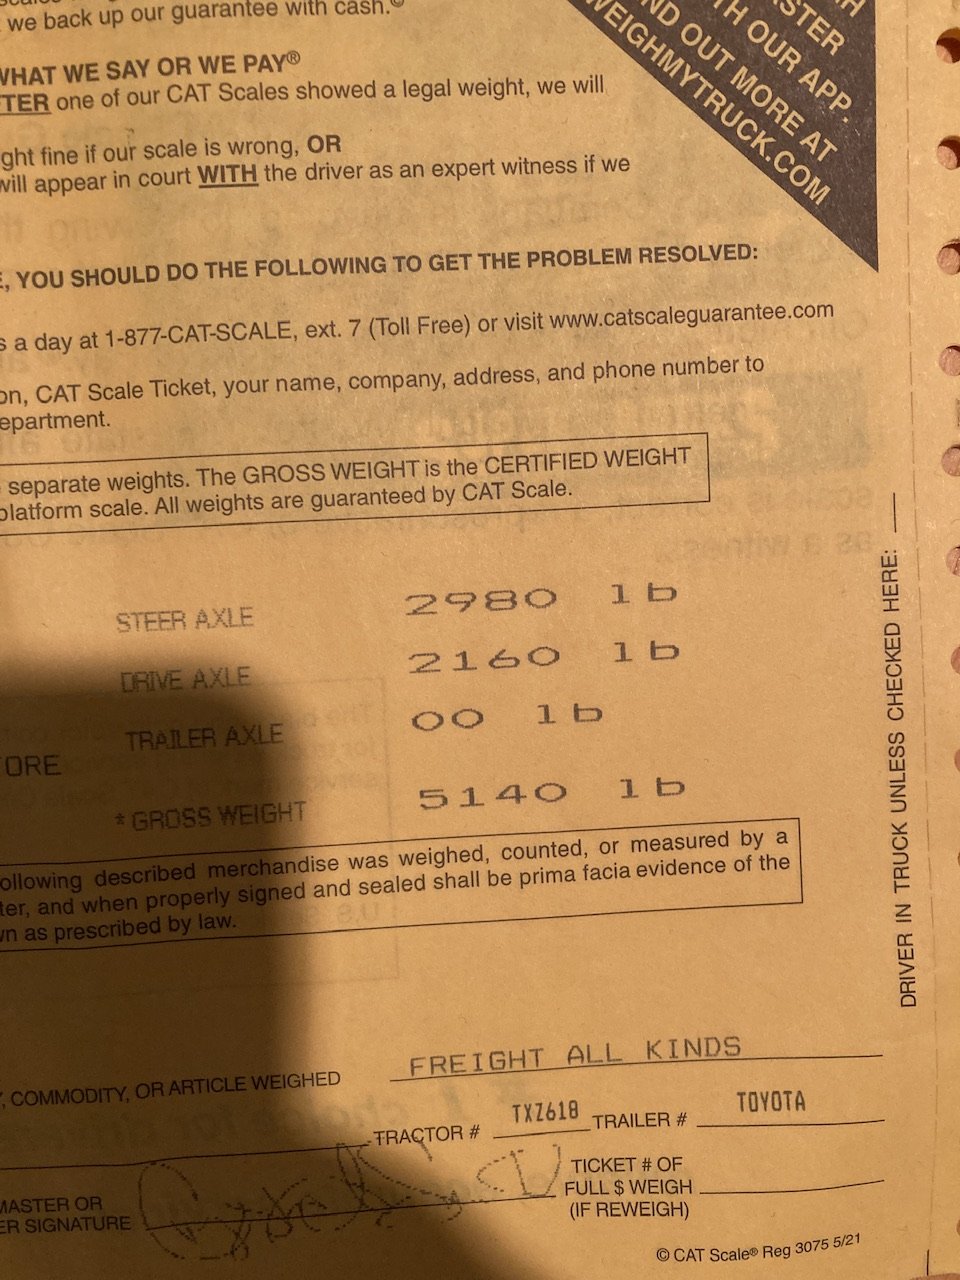 we back up our guarantee with cash.©
WHAT WE SAY OR WE PAY®
one of our CAT Scales showed a legal weight, we will
fine if our scale is wrong, OR
will appear in court WITH the driver as an expert witness if we
STER
TH OUR APP.
ND OUT MORE AT
WEIGHMYTRUCK.COM
YOU SHOULD DO THE FOLLOWING TO GET THE PROBLEM RESOLVED:
s a day at 1-877-CAT-SCALE, ext. 7 (Toll Free) or visit www.catscaleguarantee.com
on, CAT Scale Ticket, your name, company, address, and phone number to
epartment.
separate weights. The GROSS WEIGHT is the CERTIFIED WEIGHT
platform scale. All weights are guaranteed by CAT Scale.
STEER AXLE 2980 lb
DRIVE AXLE 2160 lb
TRAILER AXLE 00 lb
ORE
* GROSS WEIGHT 5140 lb
ollowing described merchandise was weighed, counted, or measured by a
ter, and when properly signed and sealed shall be prima facia evidence of the
wn as prescribed by law.
DRIVER IN TRUCK UNLESS CHECKED HERE:
, COMMODITY, OR ARTICLE WEIGHED FREIGHT ALL KINDS
TRACTOR # TXZ618 TRAILER # TOYOTA
MASTER OR
ER SIGNATURE
TICKET # OF
FULL $ WEIGH
(IF REWEIGH)
© CAT Scale® Reg 3075 5/21